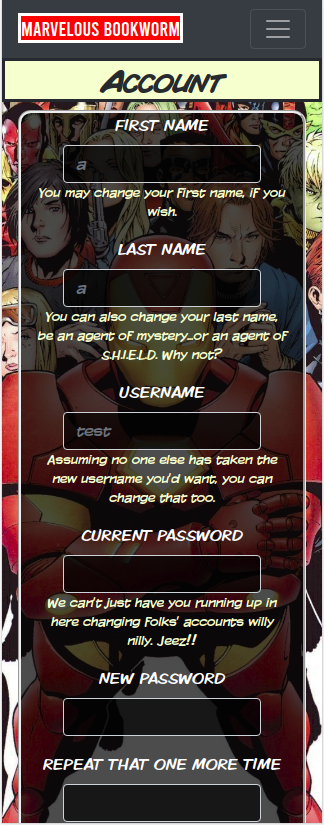 MARVELOUS BOOKWORM
Account
FIRST NAME
a
You may change your first name, if you
wish.
LAST NAME
a
You can also change your last name,
be an agent of mystery...or an agent of
S.H.I.E.L.D. Why not?
USERNAME
test
Assuming no one else has taken the
new username you'd want, you can
change that too.
CURRENT PASSWORD
We can't just have you running up in
here changing folks' accounts willy
nilly. Jeez!!
NEW PASSWORD
REPEAT THAT ONE MORE TIME